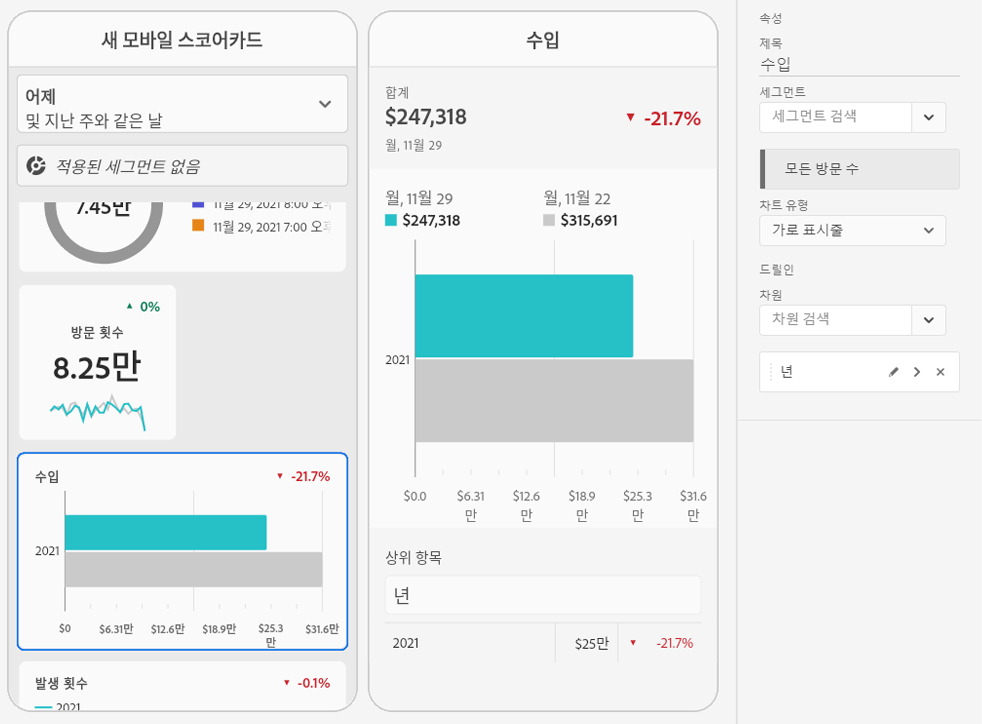 새 모바일 스코어카드
어제
및 지난 주와 같은 날
적용된 세그먼트 없음
7.45만
11월 29, 2021 8:00 오후
11월 29, 2021 7:00 오후
▲ 0%
방문 횟수
8.25만
수입
▼ -21.7%
2021
$0
$6.31만
$12.6만
$18.9만
$25.3
만
$31.6만
발생 횟수
▼ -0.1%
2021
수입
합계
$247,318
▼ -21.7%
월, 11월 29
월, 11월 29
$247,318
월, 11월 22
$315,691
2021
$0.0
$6.31
만
$12.6
만
$18.9
만
$25.3
만
$31.6
만
상위 항목
년
2021
$25만
▼ -21.7%
속성
제목
수입
세그먼트
세그먼트 검색
모든 방문 수
차트 유형
가로 표시줄
드릴인
차원
차원 검색
년